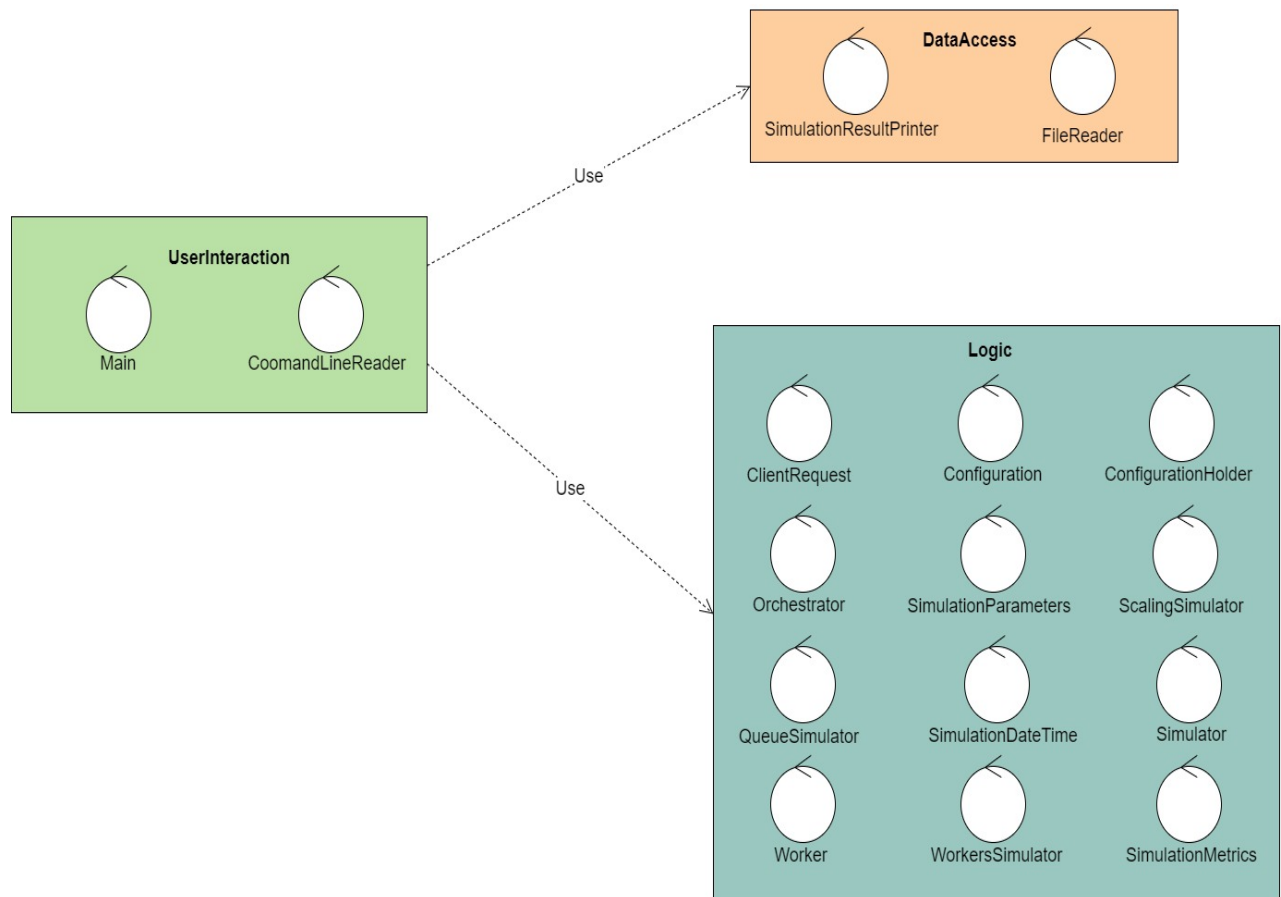 DataAccess
SimulationResultPrinter
FileReader
Use
UserInteraction
Main
CoomandLineReader
Use
Logic
ClientRequest
Configuration
ConfigurationHolder
Orchestrator
SimulationParameters
ScalingSimulator
QueueSimulator
SimulationDateTime
Simulator
Worker
WorkersSimulator
SimulationMetrics